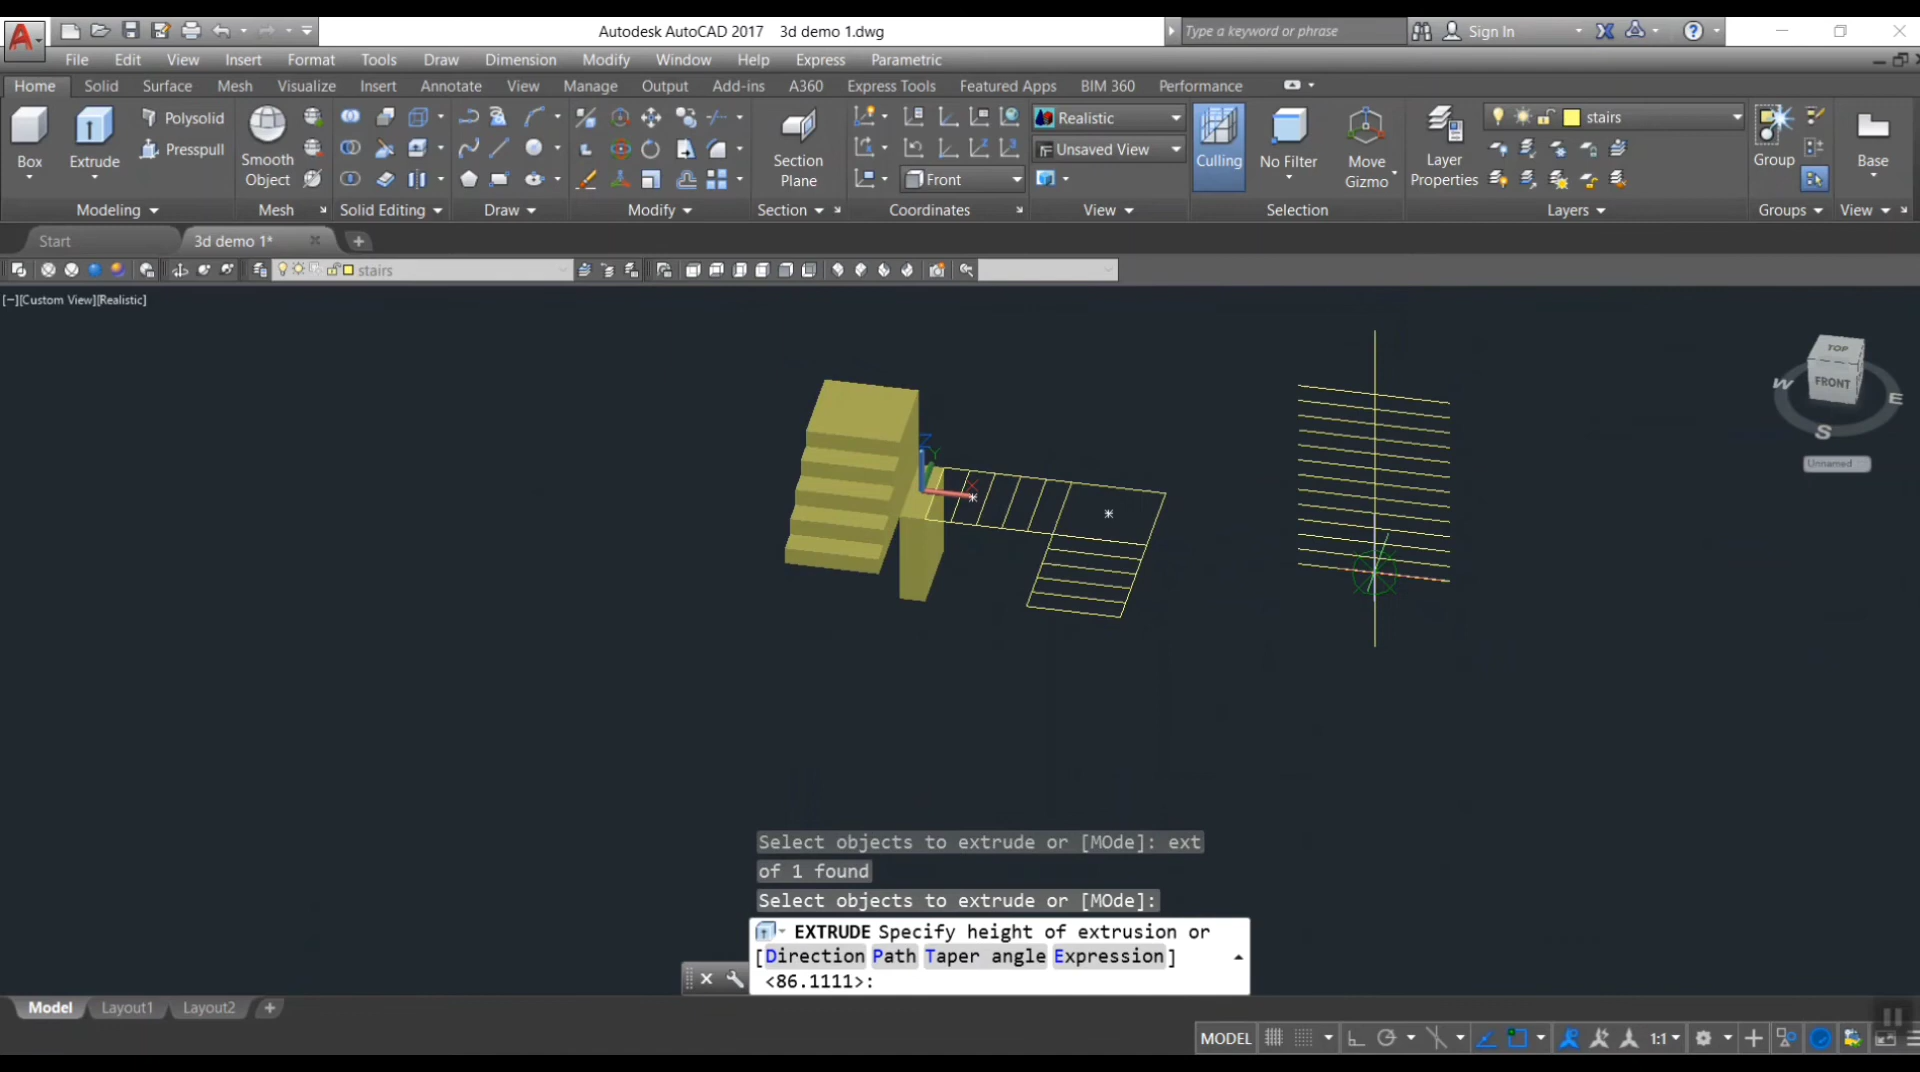 Autodesk AutoCAD 2017 3d demo 1.dwg
Type a keyword or phrase
Sign In
File Edit View Insert Format Tools Draw Dimension Modify Window Help Express Parametric
Home Solid Surface Mesh Visualize Insert Annotate View Manage Output Add-ins A360 Express Tools Featured Apps BIM 360 Performance
Polysolid
Realistic
stairs
Presspull
Unsaved View
Box
Extrude
Smooth
Object
Section
Plane
Culling
No Filter
Move
Gizmo
Layer
Properties
Group
Base
Front
Modeling
Mesh
Solid Editing
Draw
Modify
Section
Coordinates
View
Selection
Layers
Groups
View
Start
3d demo 1*
stairs
[−][Custom View][Realistic]
TOP
FRONT
W
E
S
Unnamed
Z
Y
X
Select objects to extrude or [MOde]: ext
of 1 found
Select objects to extrude or [MOde]:
EXTRUDE Specify height of extrusion or
[Direction Path Taper angle Expression]
<86.1111>:
Model Layout1 Layout2
MODEL
1:1